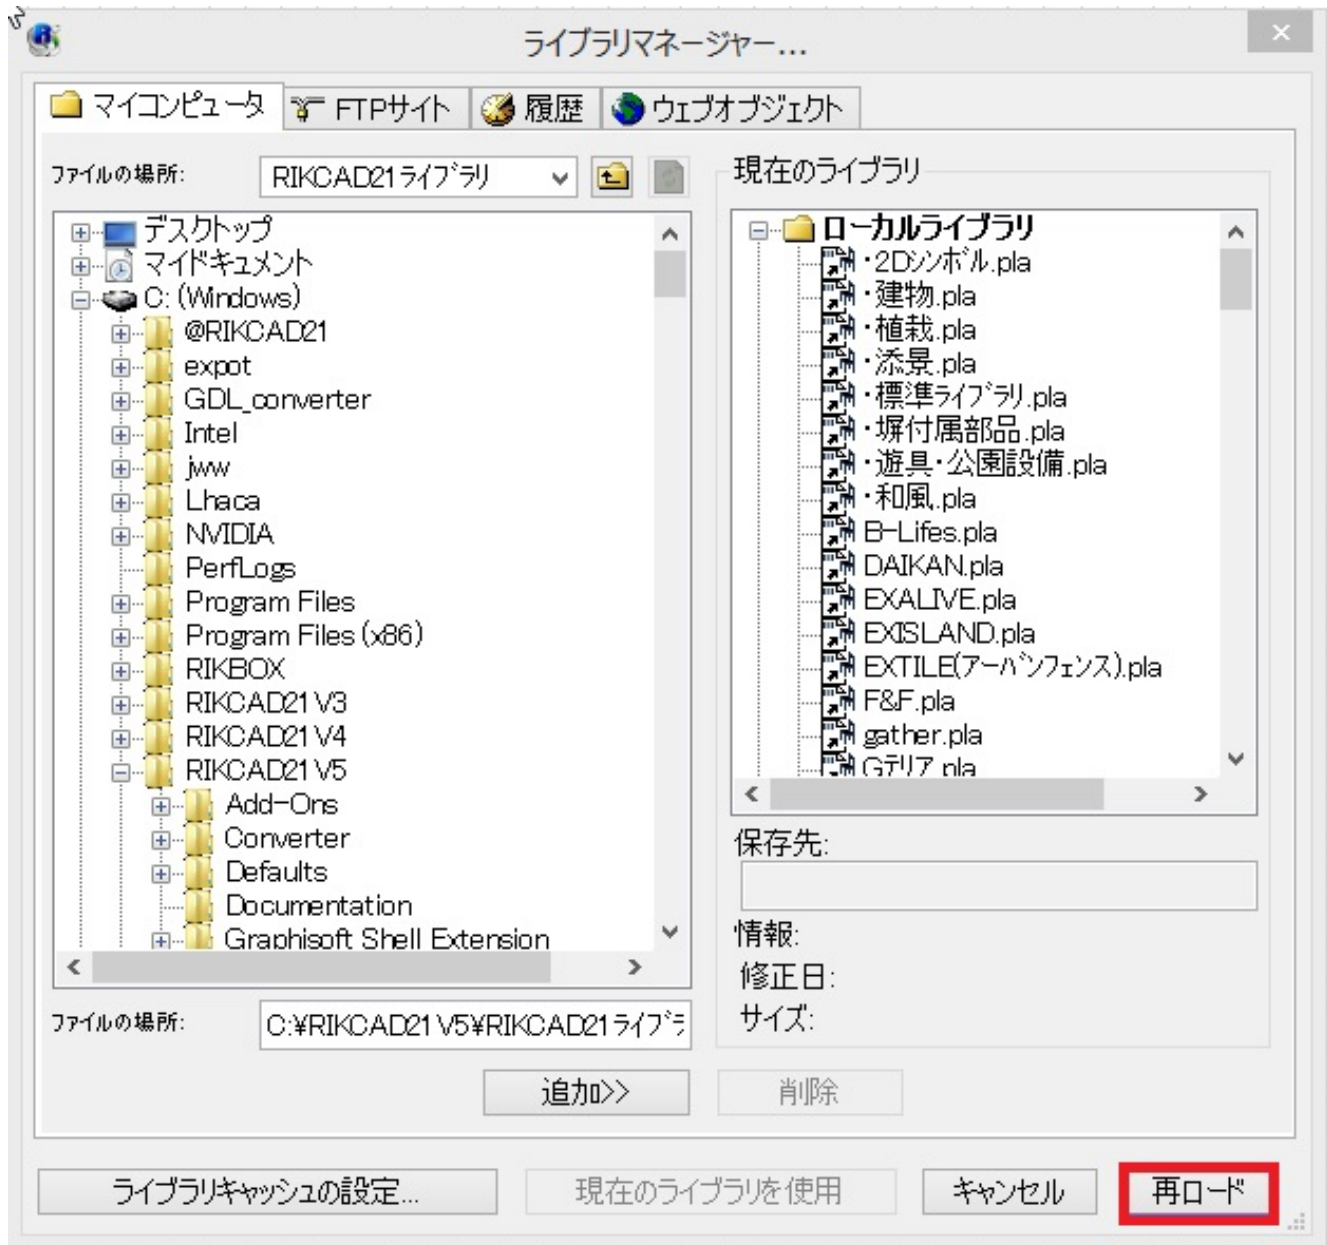 ライブラリマネージャー...
マイコンピュータ FTPサイト 履歴 ウェブオブジェクト
ファイルの場所: RIKCAD21ライブラリ
デスクトップ
マイドキュメント
C: (Windows)
@RIKCAD21
expot
GDL_converter
Intel
jww
Lhaca
NVIDIA
PerfLogs
Program Files
Program Files (x86)
RIKBOX
RIKCAD21 V3
RIKCAD21 V4
RIKCAD21 V5
Add-Ons
Converter
Defaults
Documentation
Graphisoft Shell Extension
ファイルの場所: C:¥RIKCAD21 V5¥RIKCAD21ライブラ
追加>>
現在のライブラリ
ローカルライブラリ
・2Dシンボル.pla
・建物.pla
・植栽.pla
・添景.pla
・標準ライブラリ.pla
・塀付属部品.pla
・遊具・公園設備.pla
・和風.pla
B-Lifes.pla
DAIKAN.pla
EXALIVE.pla
EXISLAND.pla
EXTILE(アーバンフェンス).pla
F&F.pla
gather.pla
Gテリア.pla
保存先:
情報:
修正日:
サイズ:
削除
ライブラリキャッシュの設定... 現在のライブラリを使用 キャンセル 再ロード